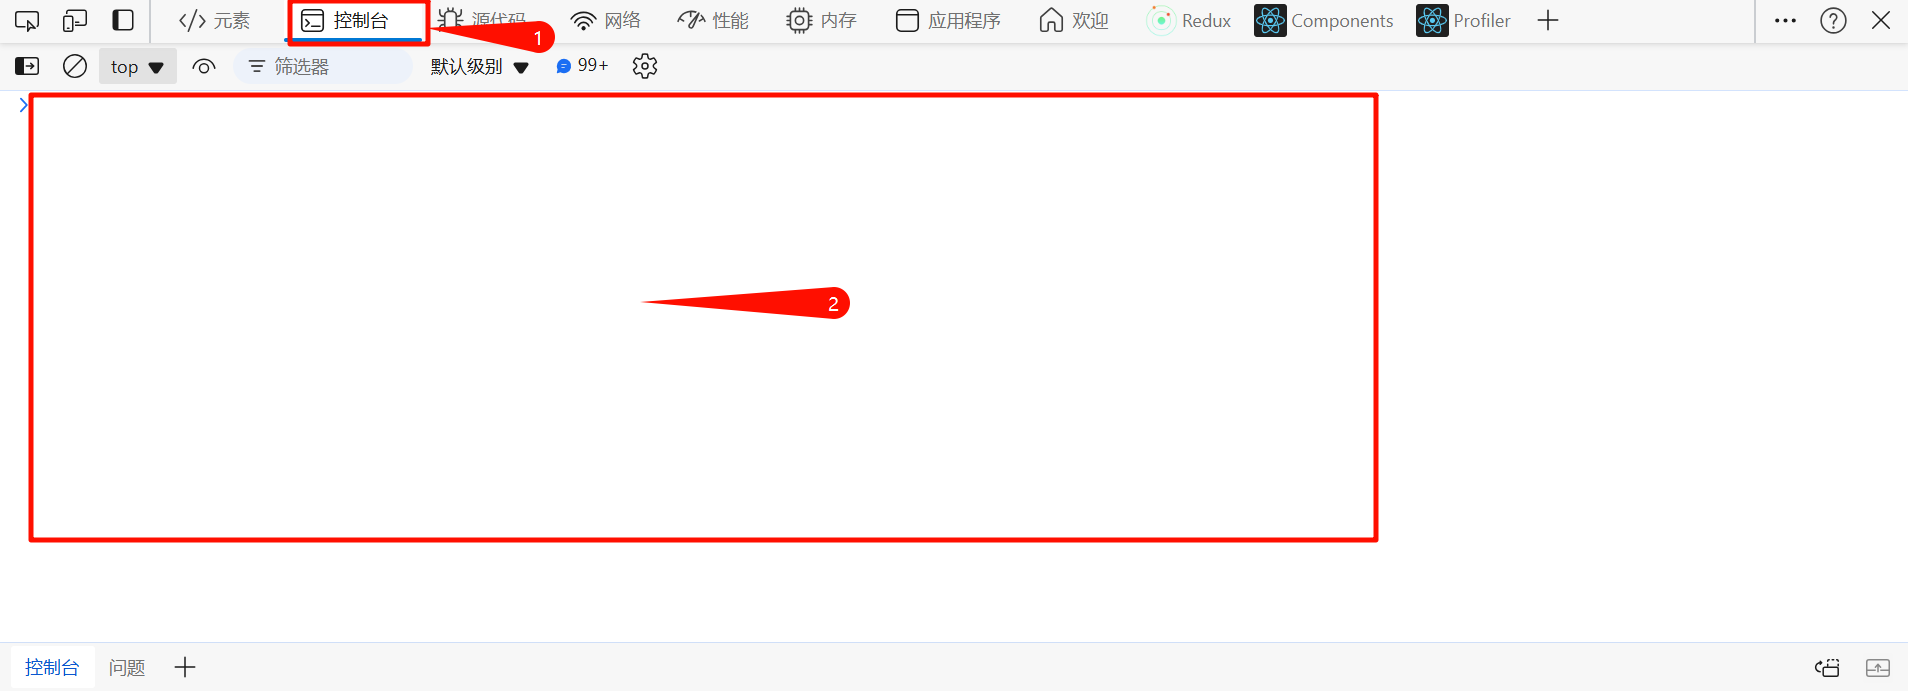 元素 控制台 源代码 网络 性能 内存 应用程序 欢迎 Redux Components Profiler
1
top 筛选器 默认级别 99+
2
控制台 问题